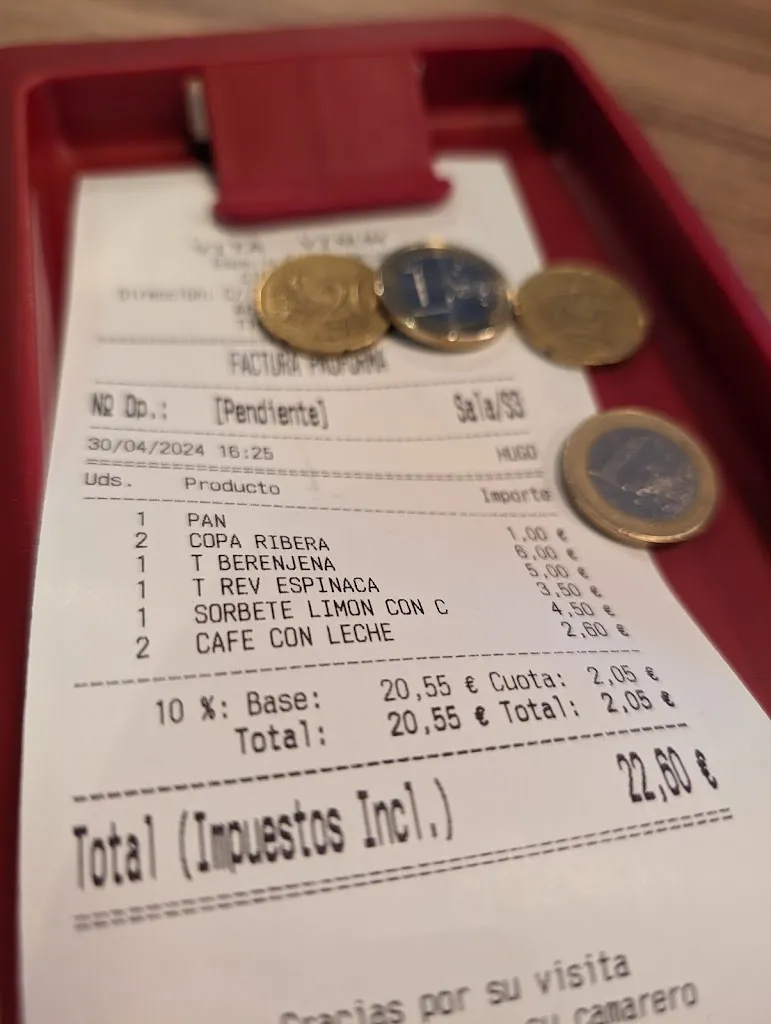 FACTURA PROFORMA
Nº Op.: [Pendiente] Sala/S3
30/04/2024 16:25 HUGO
Uds. Producto Importe
1 PAN 1,00 €
2 COPA RIBERA 6,00 €
1 T BERENJENA 5,00 €
1 T REV ESPINACA 3,50 €
1 SORBETE LIMON CON C 4,50 €
2 CAFE CON LECHE 2,60 €
10 %: Base: 20,55 € Cuota: 2,05 €
Total: 20,55 € Total: 2,05 €
Total (Impuestos Incl.) 22,60 €
Gracias por su visita
su camarero